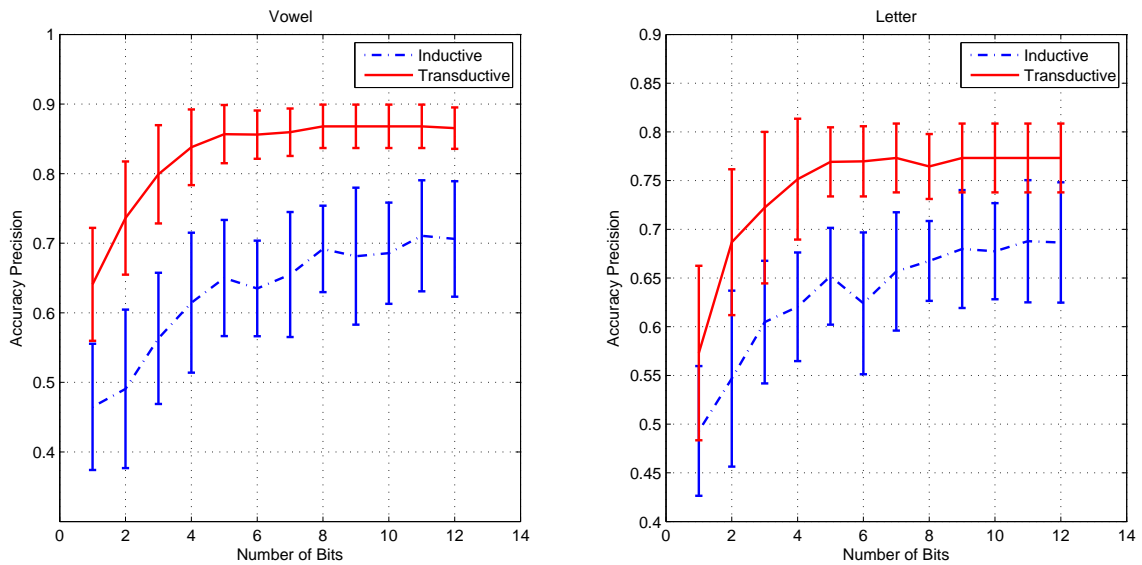 Vowel
1
0.9
0.8
0.7
0.6
0.5
0.4
Accuracy Precision
Inductive
Transductive
0 2 4 6 8 10 12 14
Number of Bits
Letter
0.9
0.85
0.8
0.75
0.7
0.65
0.6
0.55
0.5
0.45
0.4
Accuracy Precision
Inductive
Transductive
0 2 4 6 8 10 12 14
Number of Bits